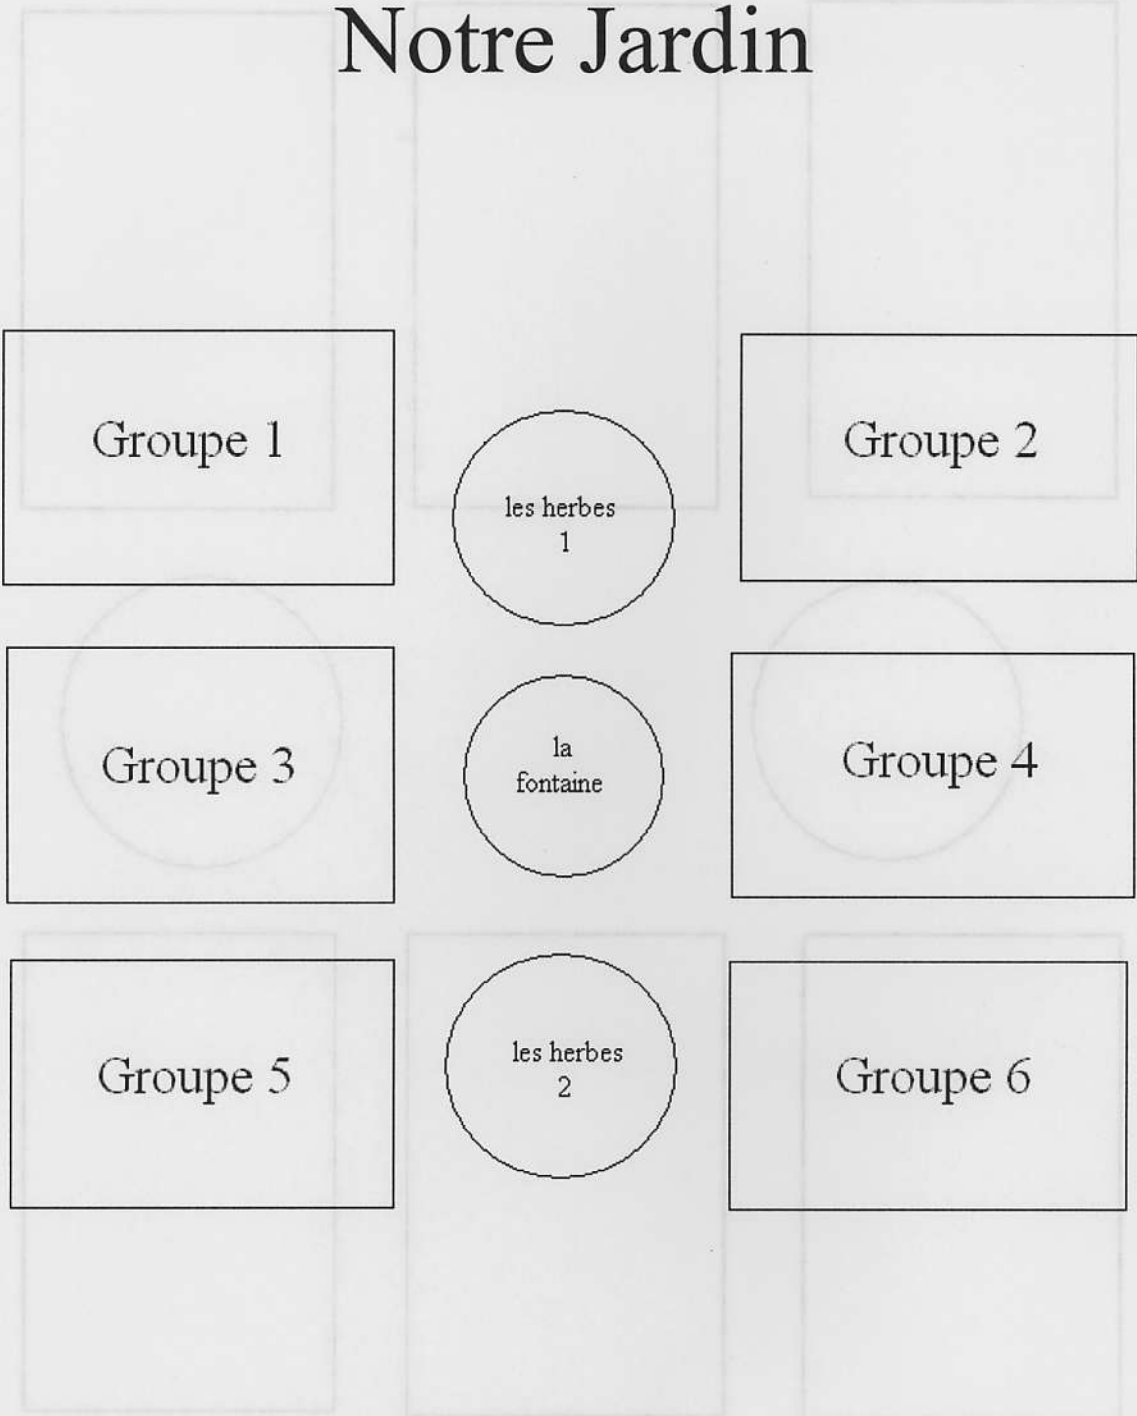 Notre Jardin
Groupe 1
Groupe 2
les herbes
1
Groupe 3
la
fontaine
Groupe 4
Groupe 5
les herbes
2
Groupe 6